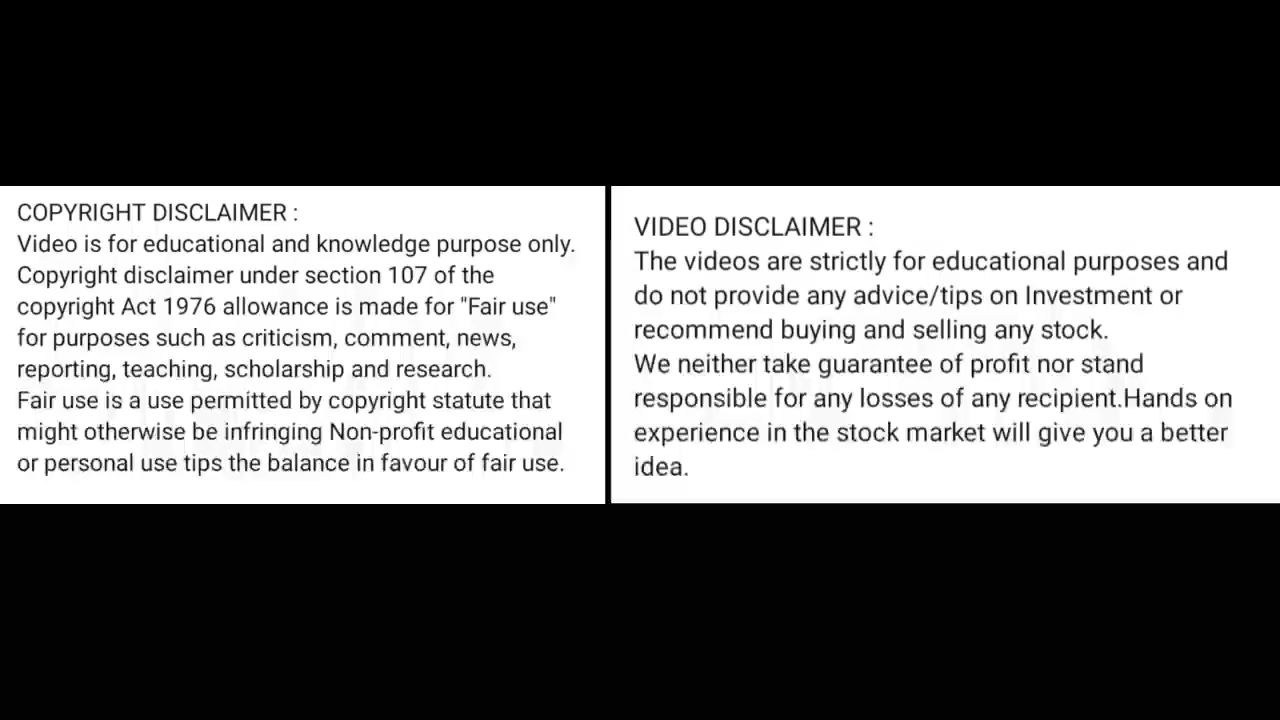 COPYRIGHT DISCLAIMER :
Video is for educational and knowledge purpose only.
Copyright disclaimer under section 107 of the
copyright Act 1976 allowance is made for "Fair use"
for purposes such as criticism, comment, news,
reporting, teaching, scholarship and research.
Fair use is a use permitted by copyright statute that
might otherwise be infringing Non-profit educational
or personal use tips the balance in favour of fair use.
VIDEO DISCLAIMER :
The videos are strictly for educational purposes and
do not provide any advice/tips on Investment or
recommend buying and selling any stock.
We neither take guarantee of profit nor stand
responsible for any losses of any recipient.Hands on
experience in the stock market will give you a better
idea.